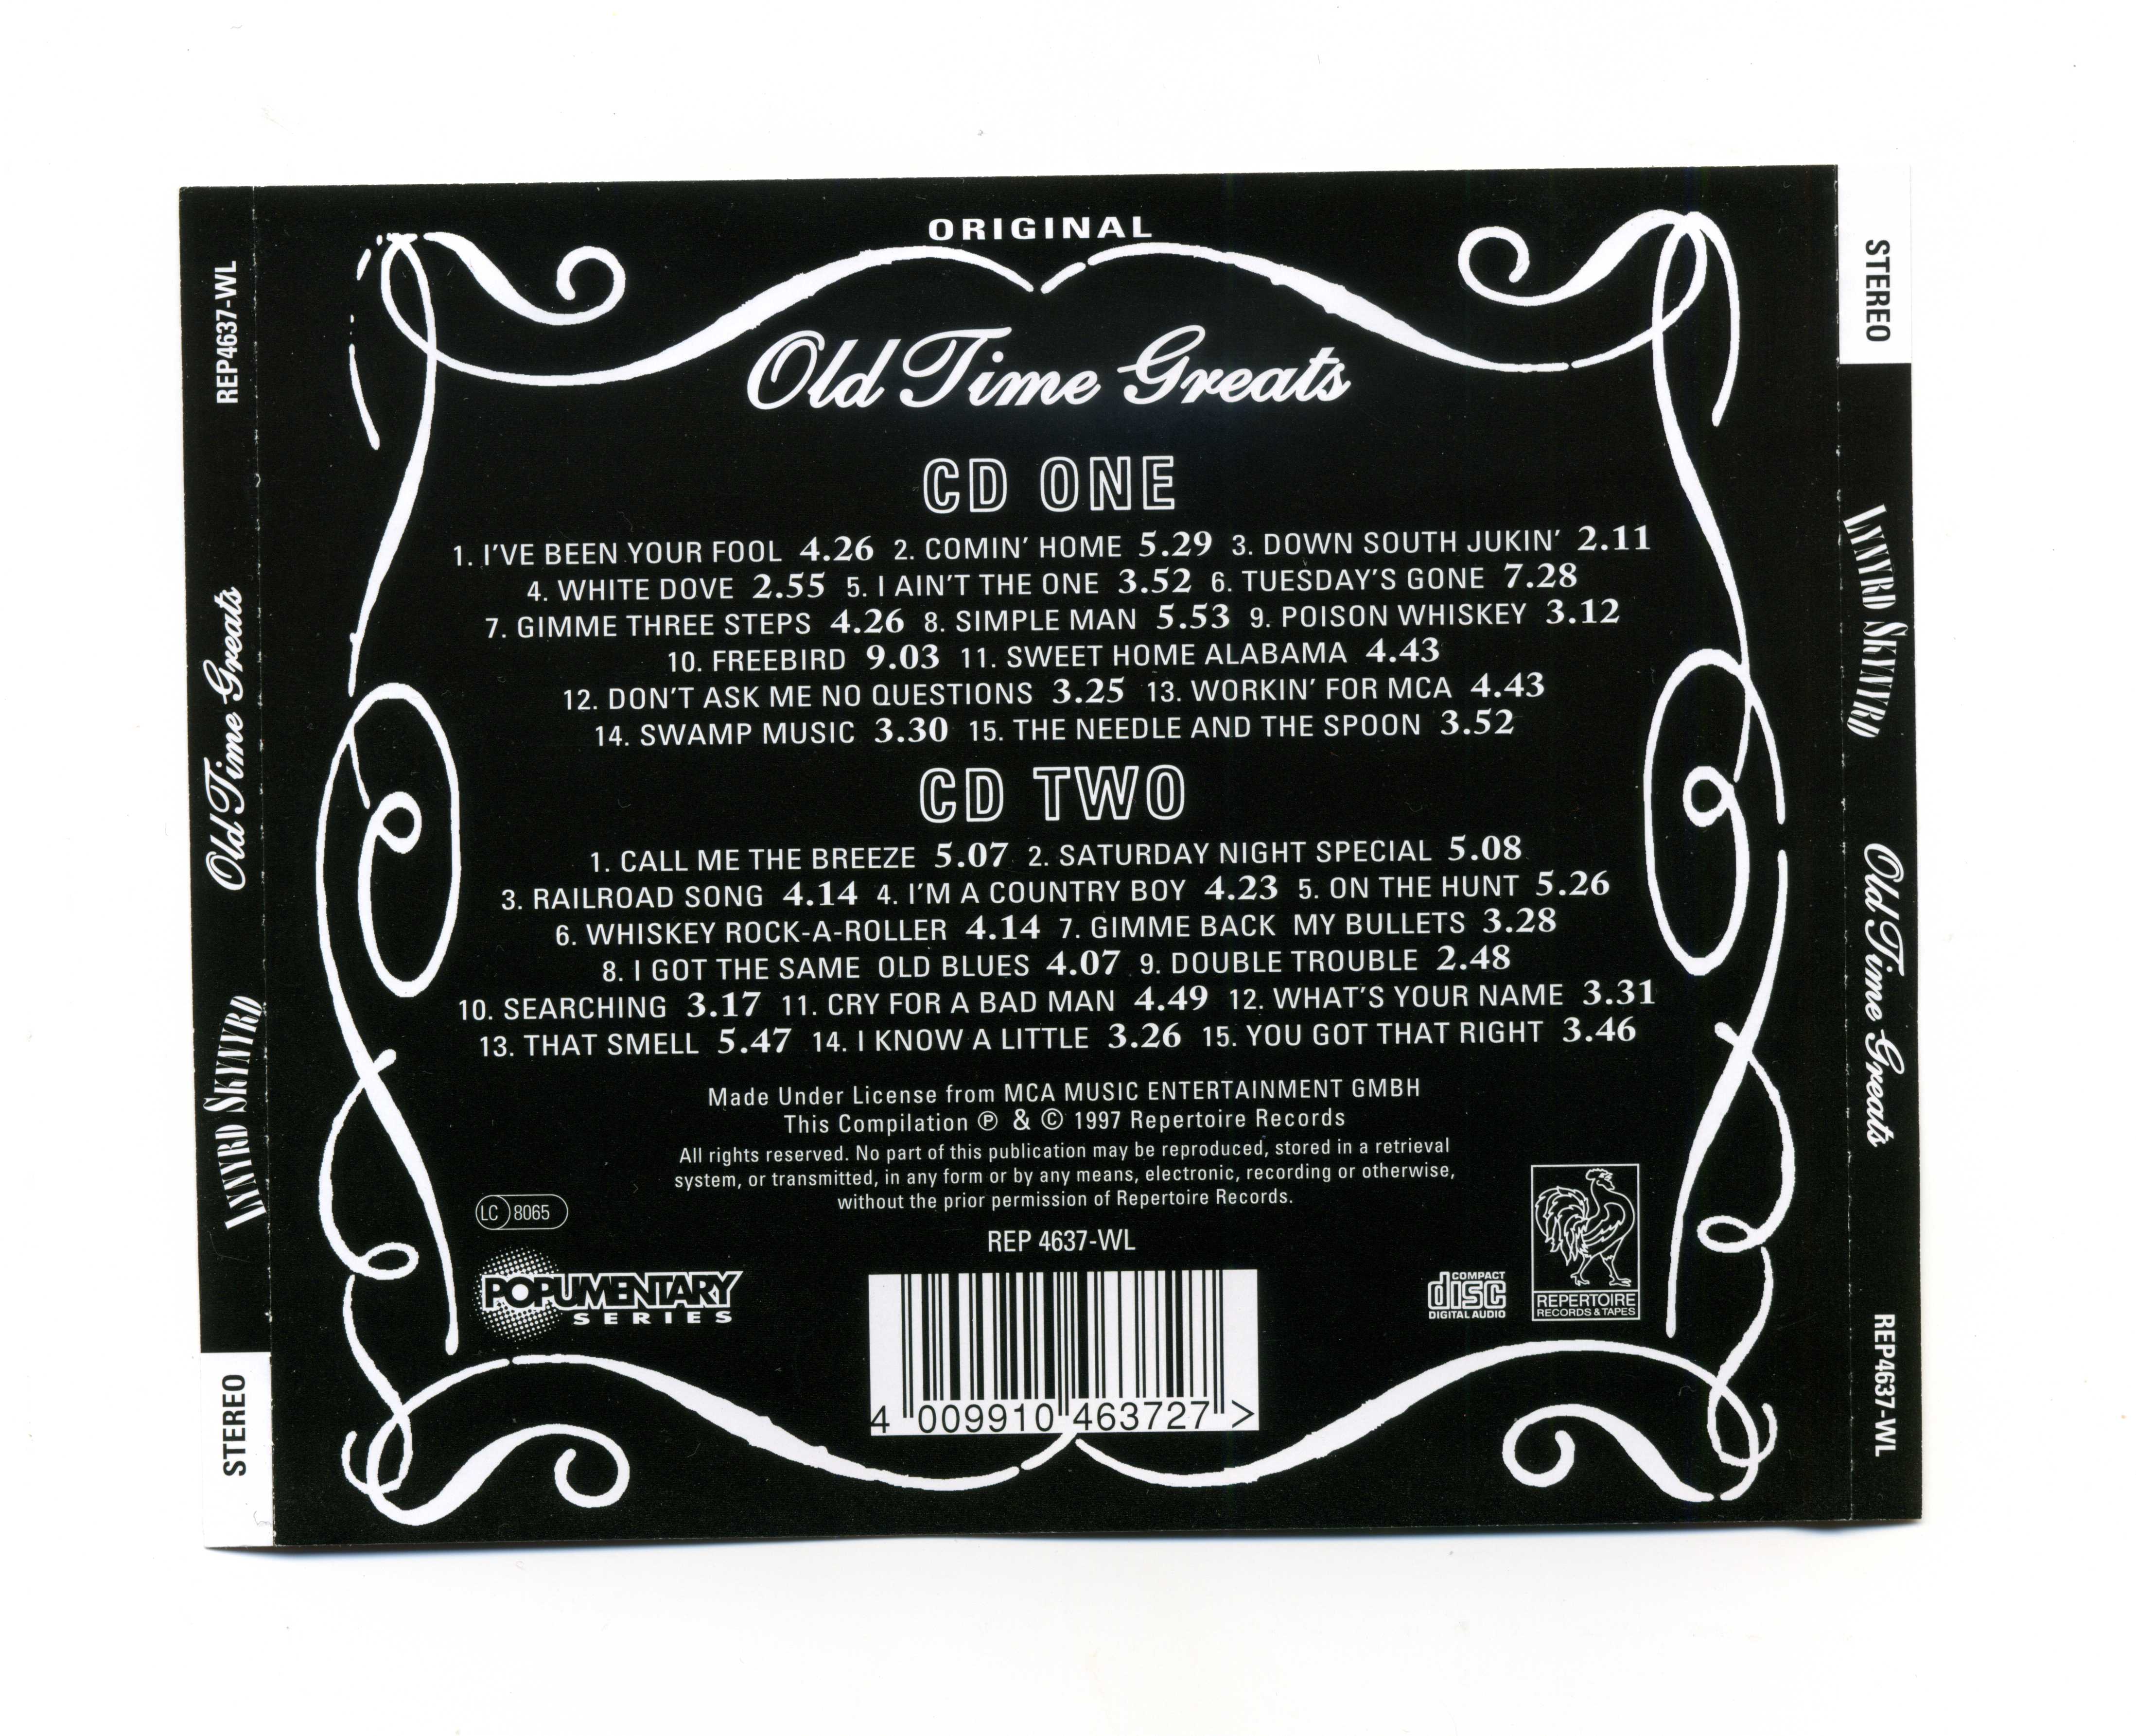 ORIGINAL
Old Time Greats
CD ONE
1. I'VE BEEN YOUR FOOL 4.26 2. COMIN' HOME 5.29 3. DOWN SOUTH JUKIN' 2.11
4. WHITE DOVE 2.55 5. I AIN'T THE ONE 3.52 6. TUESDAY'S GONE 7.28
7. GIMME THREE STEPS 4.26 8. SIMPLE MAN 5.53 9. POISON WHISKEY 3.12
10. FREEBIRD 9.03 11. SWEET HOME ALABAMA 4.43
12. DON'T ASK ME NO QUESTIONS 3.25 13. WORKIN' FOR MCA 4.43
14. SWAMP MUSIC 3.30 15. THE NEEDLE AND THE SPOON 3.52
CD TWO
1. CALL ME THE BREEZE 5.07 2. SATURDAY NIGHT SPECIAL 5.08
3. RAILROAD SONG 4.14 4. I'M A COUNTRY BOY 4.23 5. ON THE HUNT 5.26
6. WHISKEY ROCK-A-ROLLER 4.14 7. GIMME BACK MY BULLETS 3.28
8. I GOT THE SAME OLD BLUES 4.07 9. DOUBLE TROUBLE 2.48
10. SEARCHING 3.17 11. CRY FOR A BAD MAN 4.49 12. WHAT'S YOUR NAME 3.31
13. THAT SMELL 5.47 14. I KNOW A LITTLE 3.26 15. YOU GOT THAT RIGHT 3.46
Made Under License from MCA MUSIC ENTERTAINMENT GMBH
This Compilation ℗ & © 1997 Repertoire Records
All rights reserved. No part of this publication may be reproduced, stored in a retrieval
system, or transmitted, in any form or by any means, electronic, recording or otherwise,
without the prior permission of Repertoire Records.
LC 8065
REP 4637-WL
POPUMENTARY
SERIES
4 009910 463727 >
COMPACT
disc
DIGITAL AUDIO
REPERTOIRE
RECORDS & TAPES
STEREO
LYNYRD SKYNYRD
Old Time Greats
REP4637-WL
STEREO
LYNYRD SKYNYRD
Old Time Greats
REP4637-WL